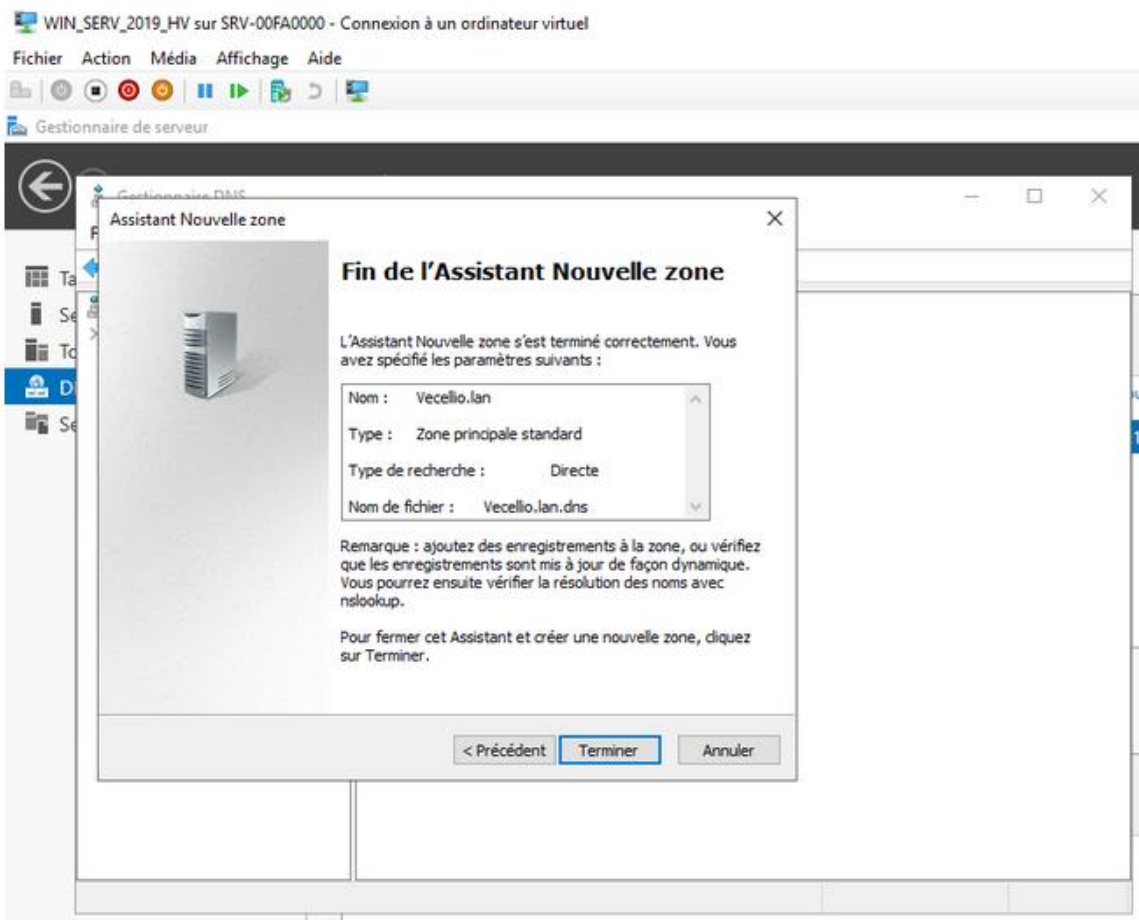 WIN_SERV_2019_HV sur SRV-00FA0000 - Connexion à un ordinateur virtuel
Fichier Action Média Affichage Aide
Gestionnaire de serveur
Gestionnaire DNS
Assistant Nouvelle zone
Fin de l’Assistant Nouvelle zone
L’Assistant Nouvelle zone s’est terminé correctement. Vous
avez spécifié les paramètres suivants :
Nom : Vecellio.lan
Type : Zone principale standard
Type de recherche : Directe
Nom de fichier : Vecellio.lan.dns
Remarque : ajoutez des enregistrements à la zone, ou vérifiez
que les enregistrements sont mis à jour de façon dynamique.
Vous pourrez ensuite vérifier la résolution des noms avec
nslookup.
Pour fermer cet Assistant et créer une nouvelle zone, cliquez
sur Terminer.
< Précédent Terminer Annuler